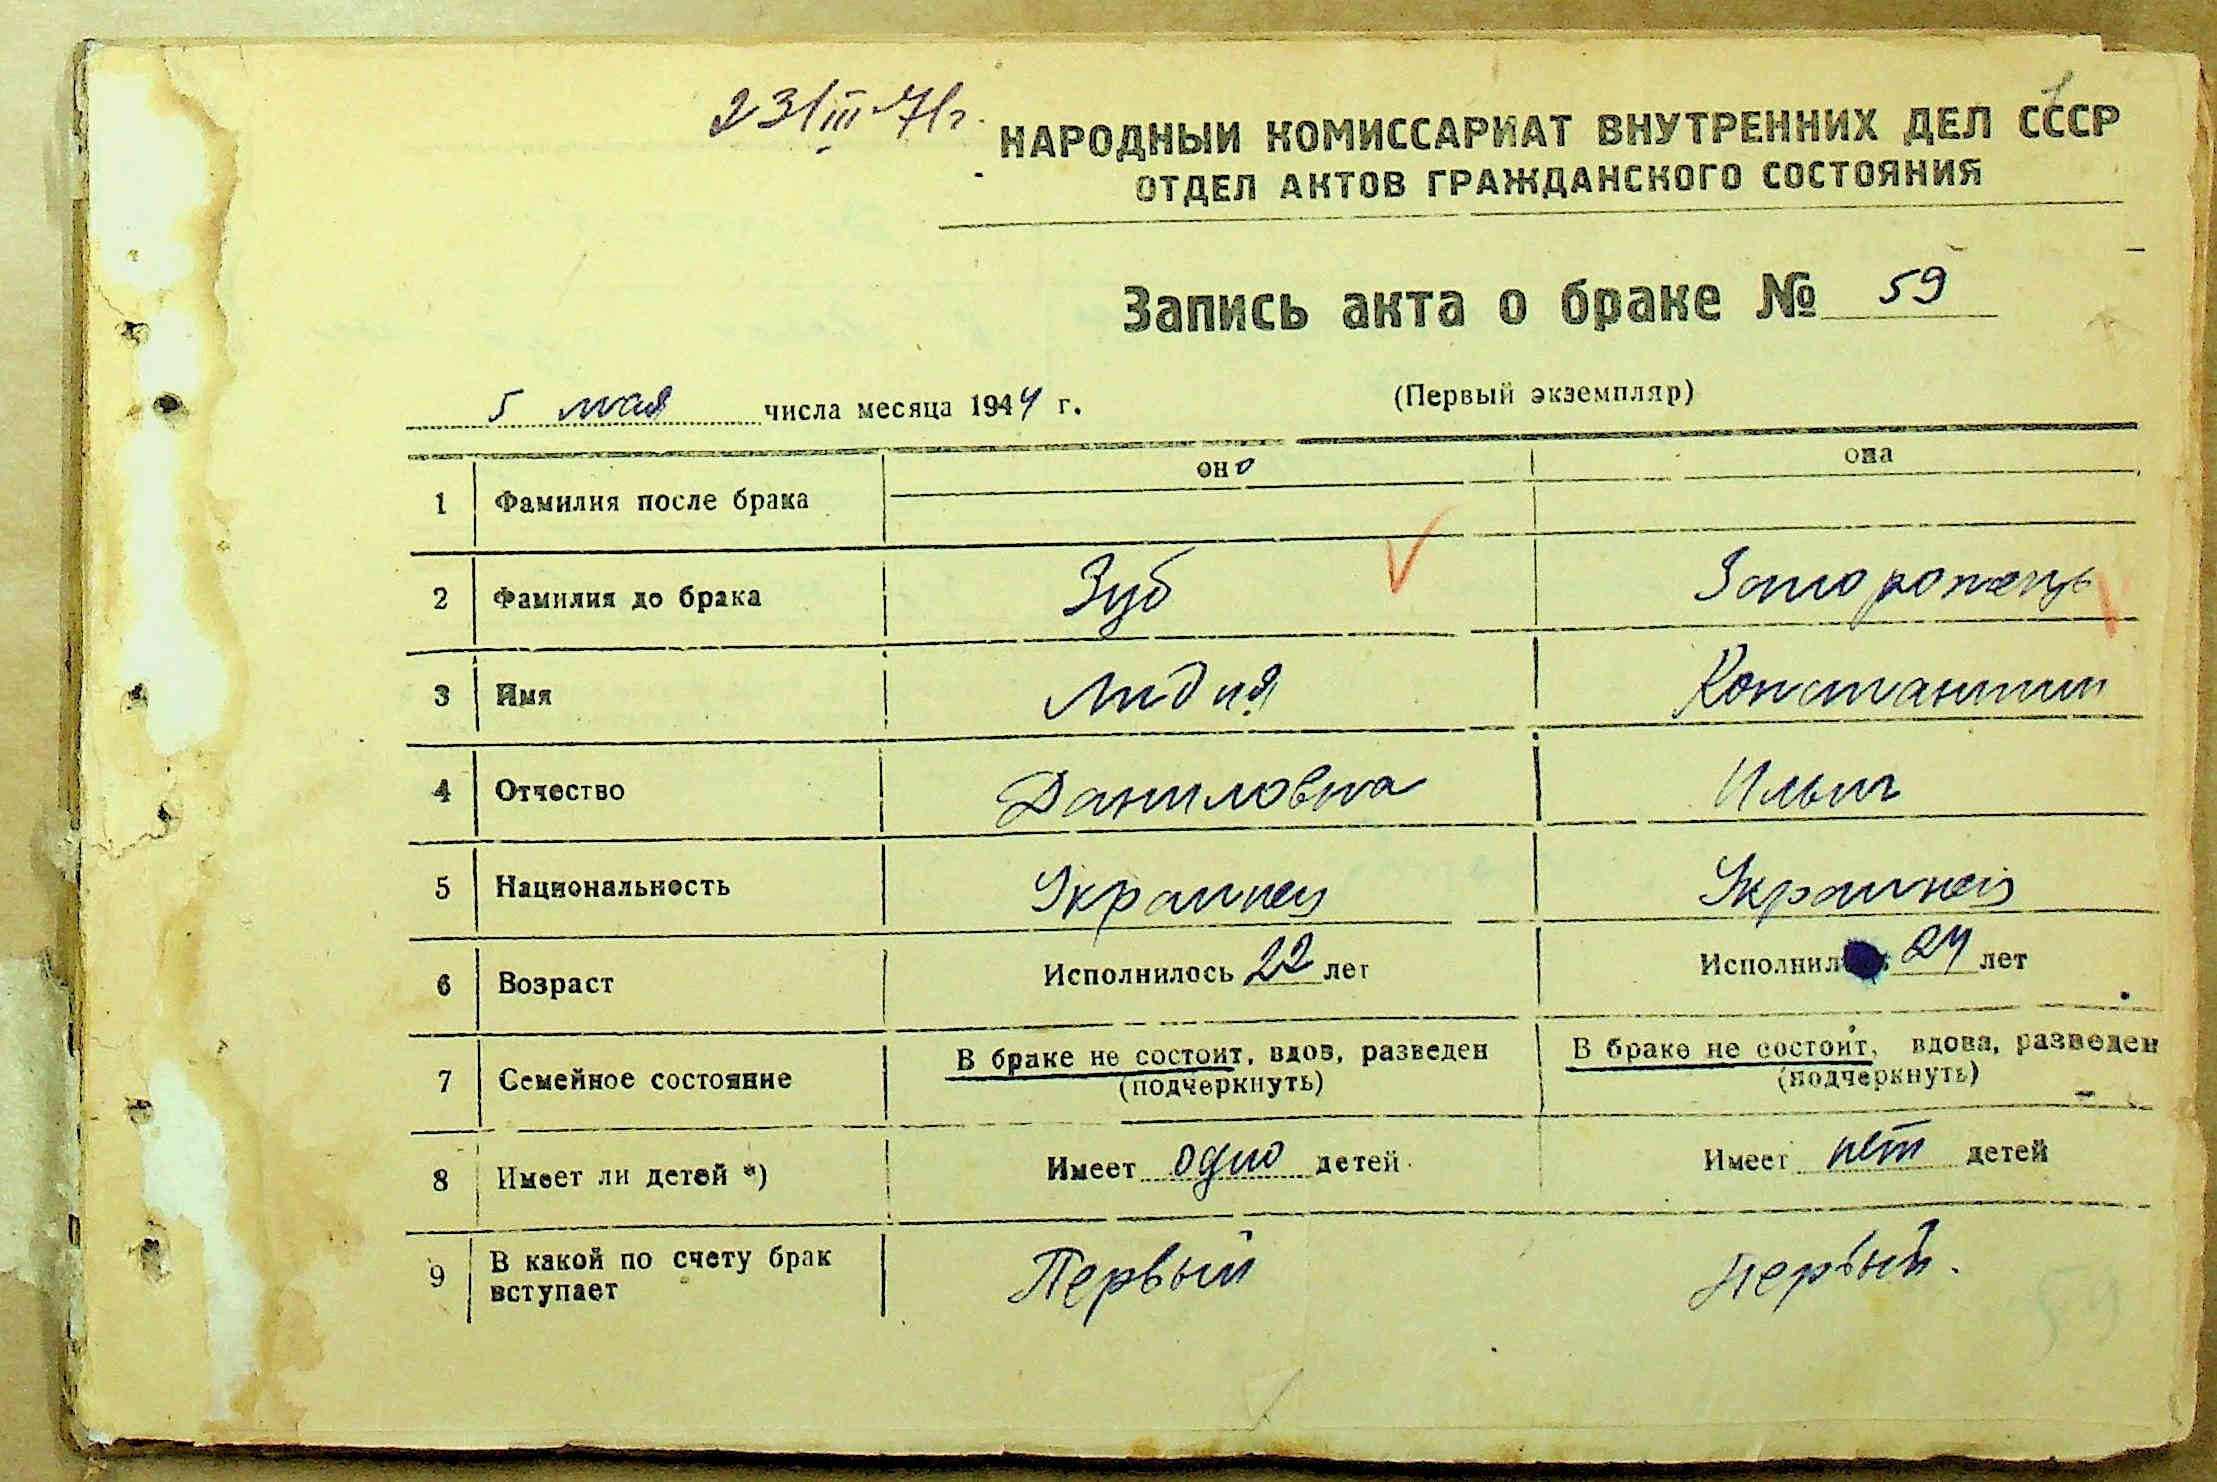 23/III-71г.
НАРОДНЫЙ КОМИССАРИАТ ВНУТРЕННИХ ДЕЛ СССР
ОТДЕЛ АКТОВ ГРАЖДАНСКОГО СОСТОЯНИЯ
Запись акта о браке № 59
5 мая числа месяца 1944 г. (Первый экземпляр)
он о она
1 Фамилия после брака
2 Фамилия до брака Зуб Запорожець
3 Имя Лидия Константин
4 Отчество Даниловна Ильич
5 Национальность Украинец Украинец
6 Возраст Исполнилось 22 лет Исполнилось 24 лет
7 Семейное состояние В браке не состоит, вдов, разведен (подчеркнуть) В браке не состоит, вдова, разведен (подчеркнуть)
8 Имеет ли детей *) Имеет одно детей Имеет нет детей
9 В какой по счету брак вступает Первый Первый.
59